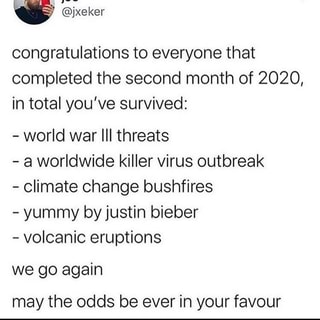 @jxeker
congratulations to everyone that
completed the second month of 2020,
in total you've survived:
- world war III threats
- a worldwide killer virus outbreak
- climate change bushfires
- yummy by justin bieber
- volcanic eruptions
we go again
may the odds be ever in your favour